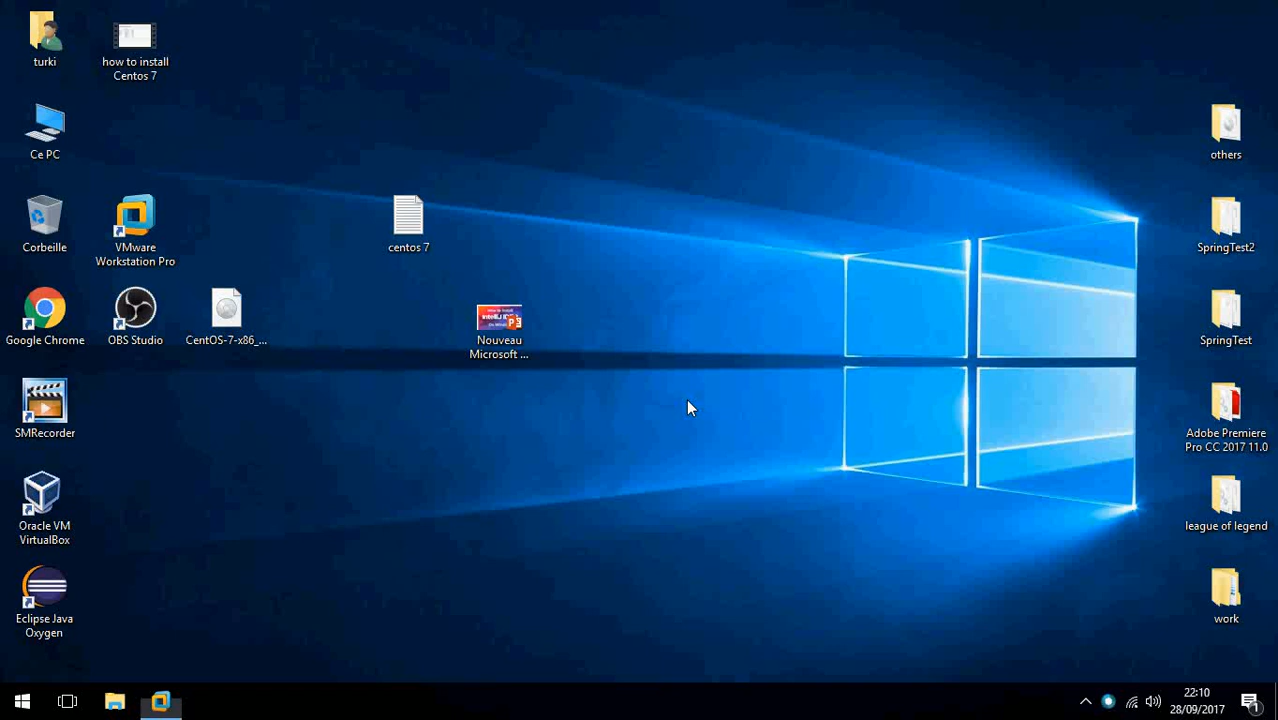 turki
how to install
Centos 7
Ce PC
Corbeille
VMware
Workstation Pro
centos 7
Google Chrome
OBS Studio
CentOS-7-x86_...
Nouveau
Microsoft ...
SMRecorder
Oracle VM
VirtualBox
Eclipse Java
Oxygen
others
SpringTest2
SpringTest
Adobe Premiere
Pro CC 2017 11.0
league of legend
work
22:10
28/09/2017
1